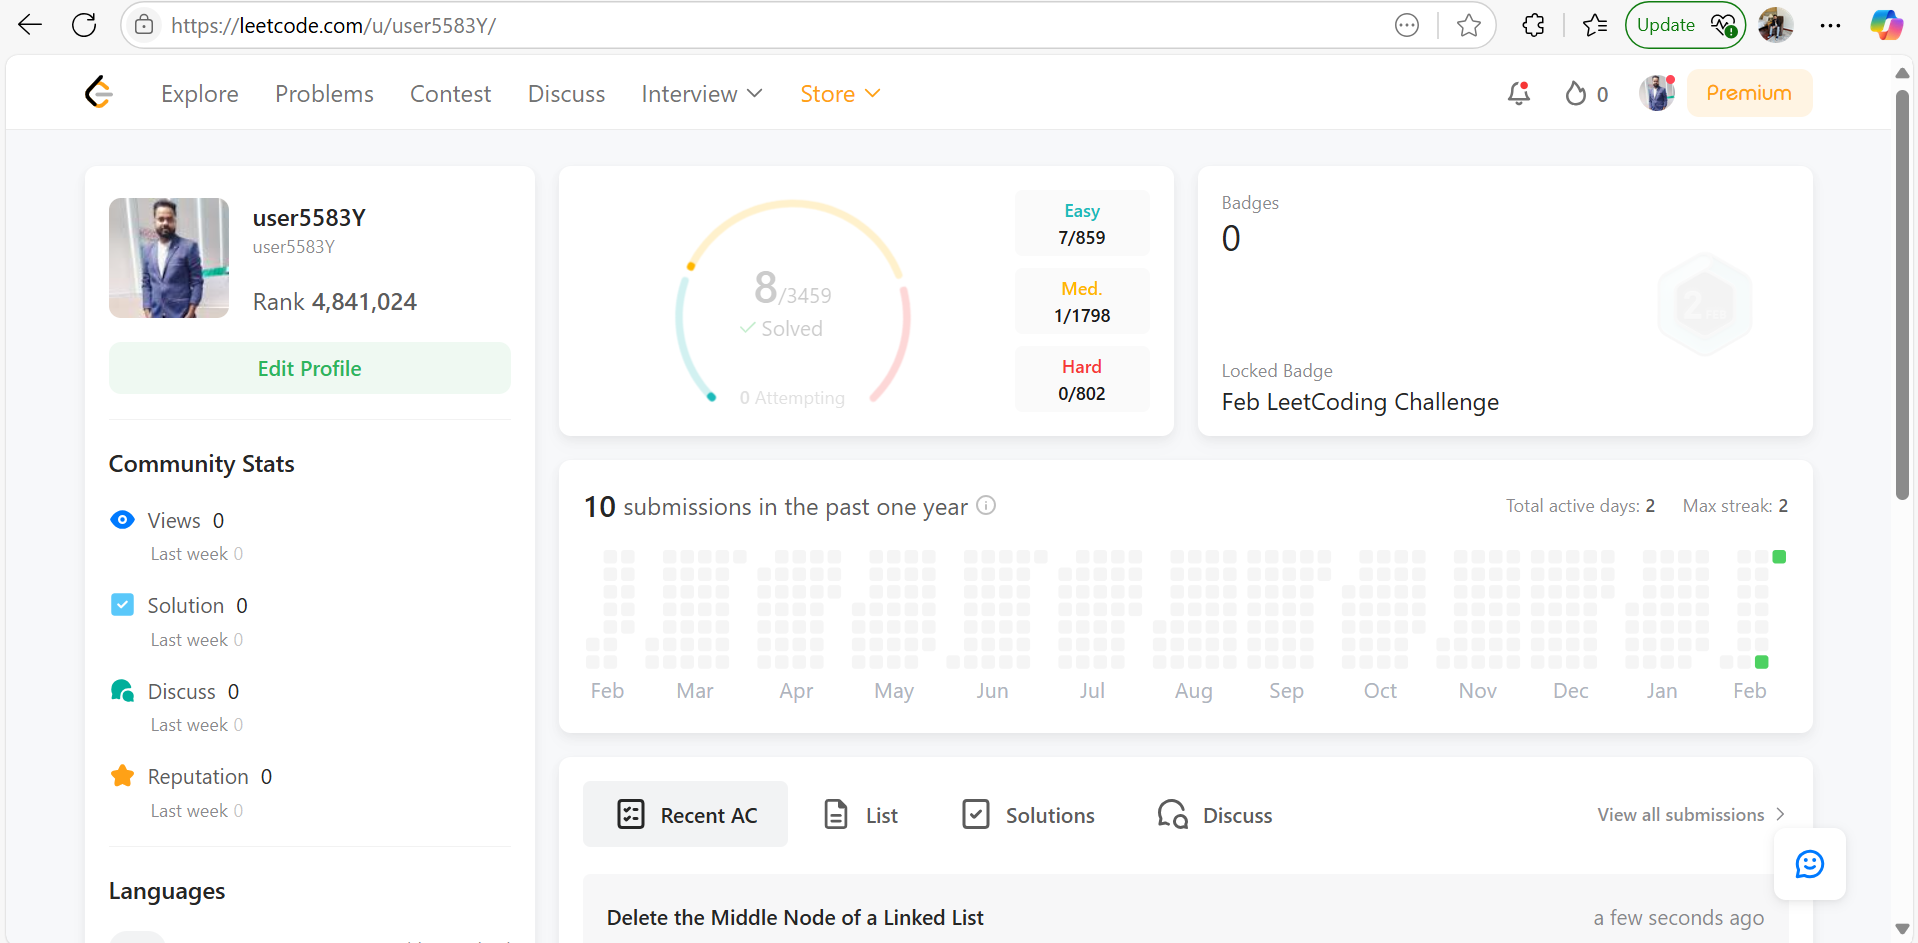 https://leetcode.com/u/user5583Y/
Update
Explore Problems Contest Discuss Interview Store
0
Premium
user5583Y
user5583Y
Rank 4,841,024
Edit Profile
Community Stats
Views 0
Last week 0
Solution 0
Last week 0
Discuss 0
Last week 0
Reputation 0
Last week 0
Languages
8/3459
Solved
0 Attempting
Easy
7/859
Med.
1/1798
Hard
0/802
Badges
0
Locked Badge
Feb LeetCoding Challenge
10 submissions in the past one year
Total active days: 2 Max streak: 2
Feb Mar Apr May Jun Jul Aug Sep Oct Nov Dec Jan Feb
Recent AC List Solutions Discuss
View all submissions
Delete the Middle Node of a Linked List
a few seconds ago